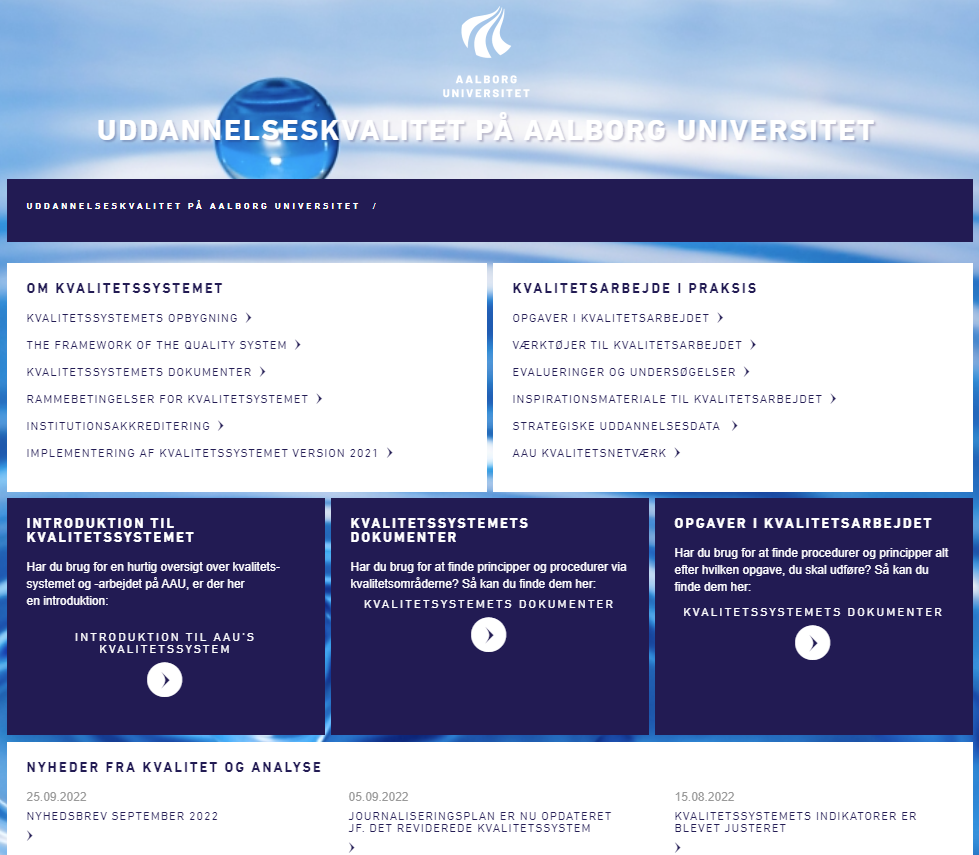 AALBORG
UNIVERSITET
UDDANNELSESKVALITET PÅ AALBORG UNIVERSITET
UDDANNELSESKVALITET PÅ AALBORG UNIVERSITET /
OM KVALITETSSYSTEMET
KVALITETSSYSTEMETS OPBYGNING
THE FRAMEWORK OF THE QUALITY SYSTEM
KVALITETSSYSTEMETS DOKUMENTER
RAMMEBETINGELSER FOR KVALITETSYSTEMET
INSTITUTIONSAKKREDITERING
IMPLEMENTERING AF KVALITETSSYSTEMET VERSION 2021
KVALITETSARBEJDE I PRAKSIS
OPGAVER I KVALITETSARBEJDET
VÆRKTØJER TIL KVALITETSARBEJDET
EVALUERINGER OG UNDERSØGELSER
INSPIRATIONSMATERIALE TIL KVALITETSARBEJDET
STRATEGISKE UDDANNELSESDATA
AAU KVALITETSNETVÆRK
INTRODUKTION TIL
KVALITETSSYSTEMET
Har du brug for en hurtig oversigt over kvalitets-
systemet og -arbejdet på AAU, er der her
en introduktion:
INTRODUKTION TIL AAU'S
KVALITETSSYSTEM
KVALITETSSYSTEMETS
DOKUMENTER
Har du brug for at finde principper og procedurer via
kvalitetsområderne? Så kan du finde dem her:
KVALITETSYSTEMETS DOKUMENTER
OPGAVER I KVALITETSARBEJDET
Har du brug for at finde procedurer og principper alt
efter hvilken opgave, du skal udføre? Så kan du
finde dem her:
KVALITETSSYSTEMETS DOKUMENTER
NYHEDER FRA KVALITET OG ANALYSE
25.09.2022
NYHEDSBREV SEPTEMBER 2022
05.09.2022
JOURNALISERINGSPLAN ER NU OPDATERET
JF. DET REVIDEREDE KVALITETSSYSTEM
15.08.2022
KVALITETSSYSTEMETS INDIKATORER ER
BLEVET JUSTERET